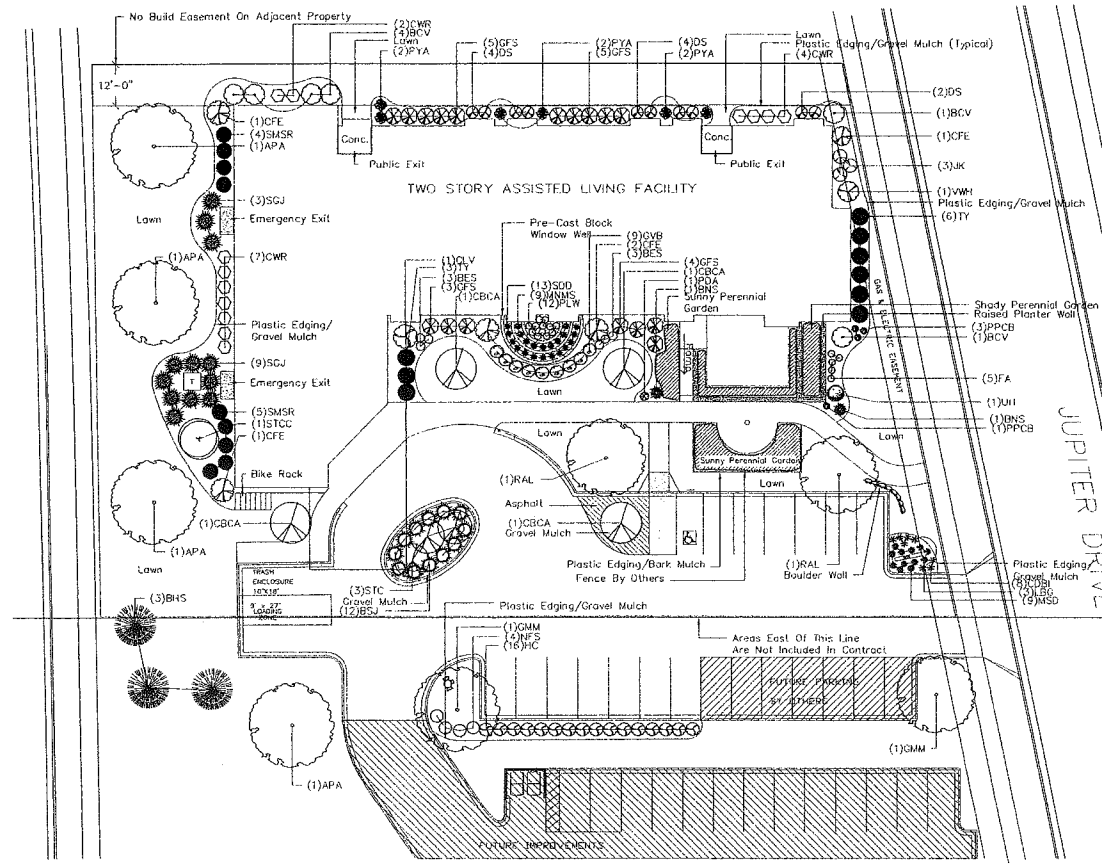 No Build Easement On Adjacent Property
(2)CWR
(4)BCV
Lawn
(2)PYA
(5)GFS
(4)DS
(2)PYA
(5)GFS
(4)DS
(2)PYA
Lawn
Plastic Edging/Gravel Mulch (Typical)
(4)CWR
12'-0"
(2)DS
(1)BCV
(1)CFE
(3)JK
(1)VWH
Plastic Edging/Gravel Mulch
(6)TY
(1)CFE
(4)SMSR
(1)APA
Conc.
Public Exit
Conc.
Public Exit
TWO STORY ASSISTED LIVING FACILITY
(3)SGJ
Lawn
Emergency Exit
Pre-Cast Block
Window Well
(9)GVB
(2)CFE
(3)BES
(4)GFS
(1)CBCA
(1)PDA
(3)BNS
Sunny Perennial
Garden
(1)APA
(7)CWR
(1)CLV
(3)TY
(3)BES
(3)GFS
(1)CBCA
(13)SDD
(9)MNMS
(12)PLW
GAS & ELECTRIC EASEMENT
Shady Perennial Garden
Raised Planter Wall
(3)PPCB
(1)BCV
Plastic Edging/
Gravel Mulch
(9)SGJ
T
Emergency Exit
Ramp
Lawn
(5)FA
(1)UH
(1)BNS
(1)PPCB
(5)SMSR
(1)STCC
(1)CFE
Lawn
Lawn
JUPITER DRIVE
Bike Rack
Lawn
(1)RAL
Sunny Perennial Garden
Lawn
(1)CBCA
Asphalt
(1)CBCA
Gravel Mulch
(1)APA
Lawn
Plastic Edging/Bark Mulch
Fence By Others
(1)RAL
Boulder Wall
Plastic Edging/
Gravel Mulch
(8)CDBL
(3)LBG
(9)MSD
TRASH
ENCLOSURE
10'X18'
9' x 27'
LOADING
ZONE
(3)STC
Gravel Mulch
(12)BSJ
(3)BHS
Plastic Edging/Gravel Mulch
(1)GMM
(4)NFS
(16)HC
Areas East Of This Line
Are Not Included In Contract
FUTURE PARKING
BY OTHERS
(1)GMM
(1)APA
FUTURE IMPROVEMENTS